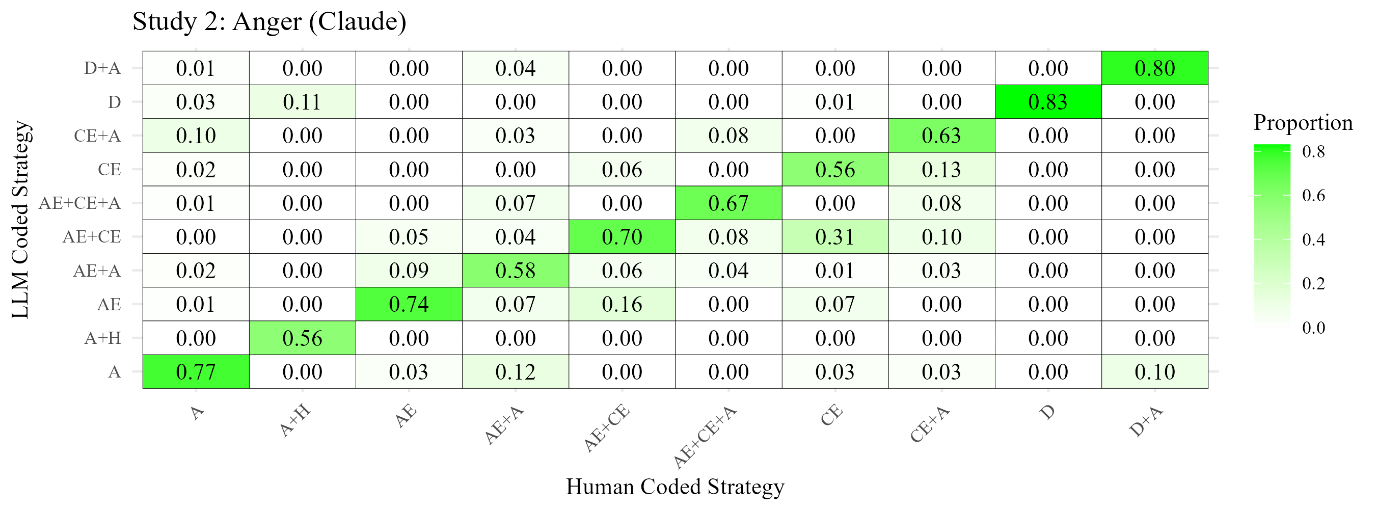 Study 2: Anger (Claude)
LLM Coded Strategy
D+A 0.01 0.00 0.00 0.04 0.00 0.00 0.00 0.00 0.00 0.80
D 0.03 0.11 0.00 0.00 0.00 0.00 0.01 0.00 0.83 0.00
CE+A 0.10 0.00 0.00 0.03 0.00 0.08 0.00 0.63 0.00 0.00
CE 0.02 0.00 0.00 0.00 0.06 0.00 0.56 0.13 0.00 0.00
AE+CE+A 0.01 0.00 0.00 0.07 0.00 0.67 0.00 0.08 0.00 0.00
AE+CE 0.00 0.00 0.05 0.04 0.70 0.08 0.31 0.10 0.00 0.00
AE+A 0.02 0.00 0.09 0.58 0.06 0.04 0.01 0.03 0.00 0.00
AE 0.01 0.00 0.74 0.07 0.16 0.00 0.07 0.00 0.00 0.00
A+H 0.00 0.56 0.00 0.00 0.00 0.00 0.00 0.00 0.00 0.00
A 0.77 0.00 0.03 0.12 0.00 0.00 0.03 0.03 0.00 0.10
A A+H AE AE+A AE+CE AE+CE+A CE CE+A D D+A
Human Coded Strategy
Proportion
0.8
0.6
0.4
0.2
0.0